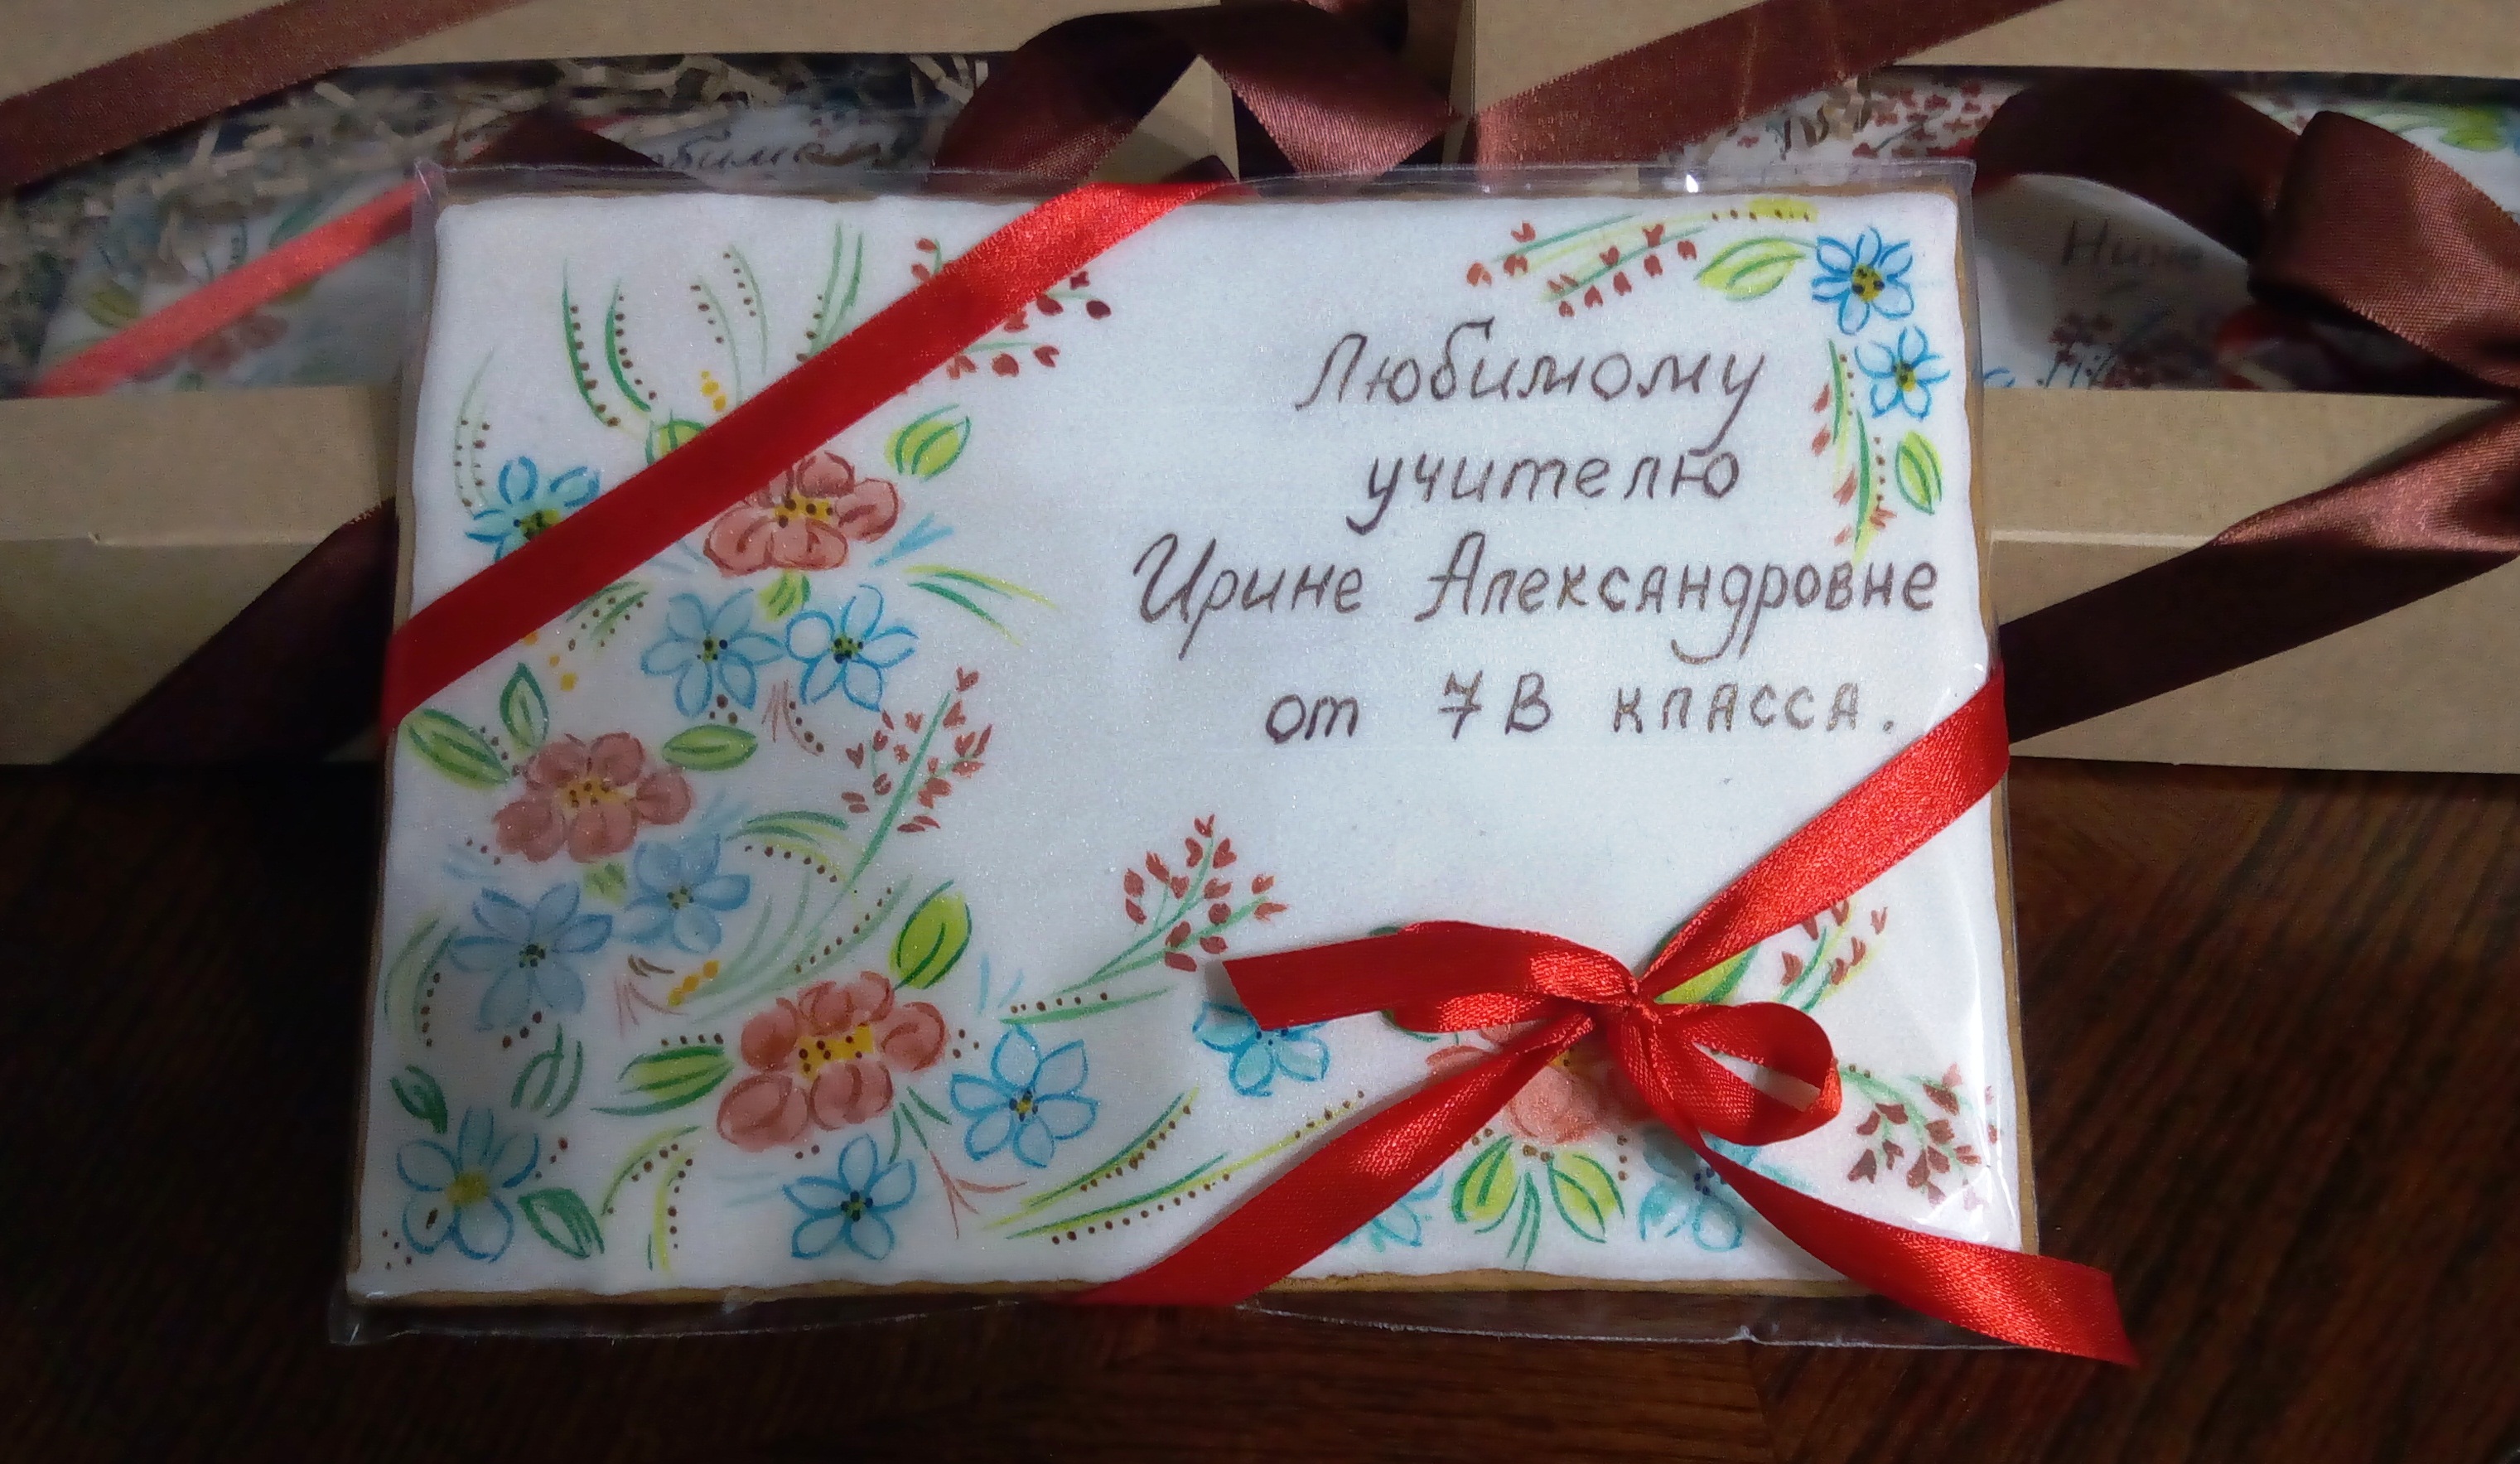 Любимому
учителю
Ирине Александровне
от 7В класса.